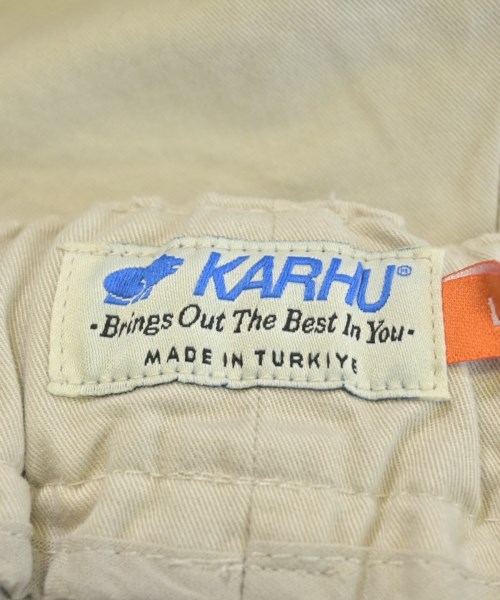 KARHU®
-Brings Out The Best In You-
MADE IN TURKIYE
L